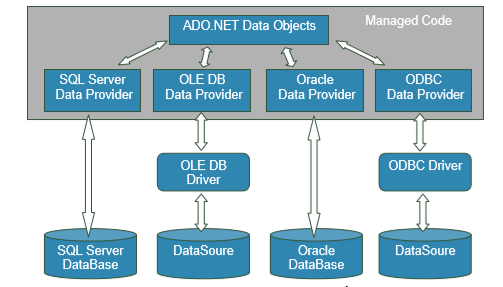 ADO.NET Data Objects
Managed Code
SQL Server
Data Provider
OLE DB
Data Provider
Oracle
Data Provider
ODBC
Data Provider
OLE DB
Driver
ODBC Driver
SQL Server
DataBase
DataSoure
Oracle
DataBase
DataSoure